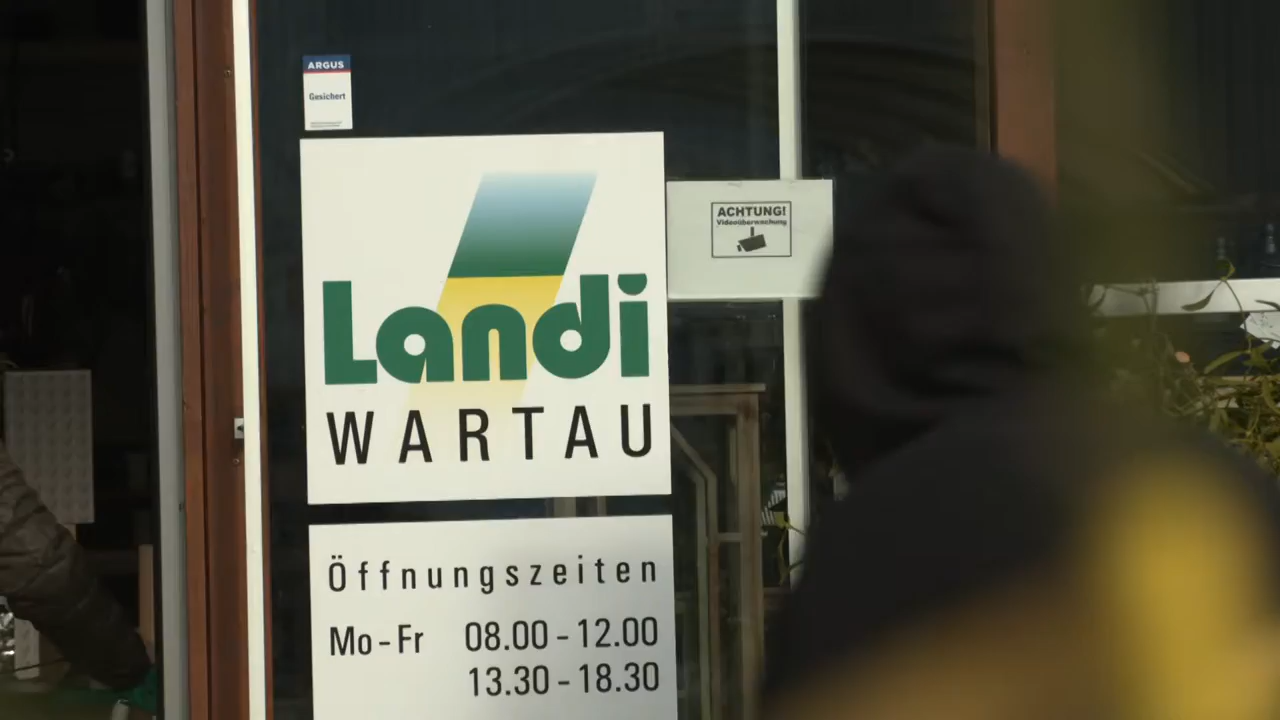 ARGUS
Gesichert
Landi
WARTAU
ACHTUNG!
Videoüberwachung
Öffnungszeiten
Mo-Fr 08.00-12.00
13.30-18.30